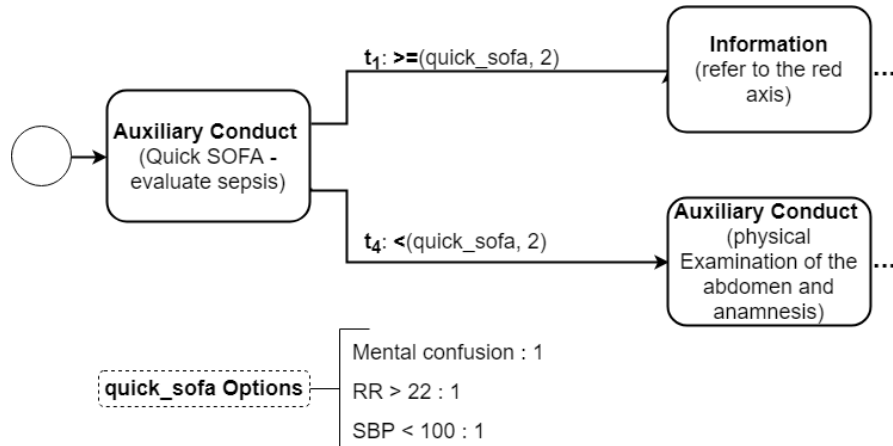 t1: >=(quick_sofa, 2)
Information
(refer to the red
axis)
...
Auxiliary Conduct
(Quick SOFA -
evaluate sepsis)
t4: <(quick_sofa, 2)
Auxiliary Conduct
(physical
Examination of the
abdomen and
anamnesis)
...
quick_sofa Options
Mental confusion : 1
RR > 22 : 1
SBP < 100 : 1